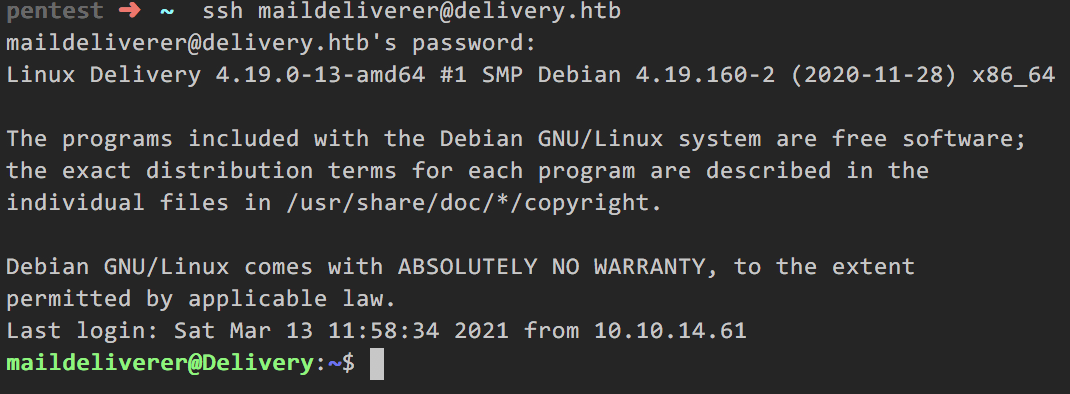 pentest ➜ ~ ssh maildeliverer@delivery.htb
maildeliverer@delivery.htb's password:
Linux Delivery 4.19.0-13-amd64 #1 SMP Debian 4.19.160-2 (2020-11-28) x86_64
The programs included with the Debian GNU/Linux system are free software;
the exact distribution terms for each program are described in the
individual files in /usr/share/doc/*/copyright.
Debian GNU/Linux comes with ABSOLUTELY NO WARRANTY, to the extent
permitted by applicable law.
Last login: Sat Mar 13 11:58:34 2021 from 10.10.14.61
maildeliverer@Delivery:~$